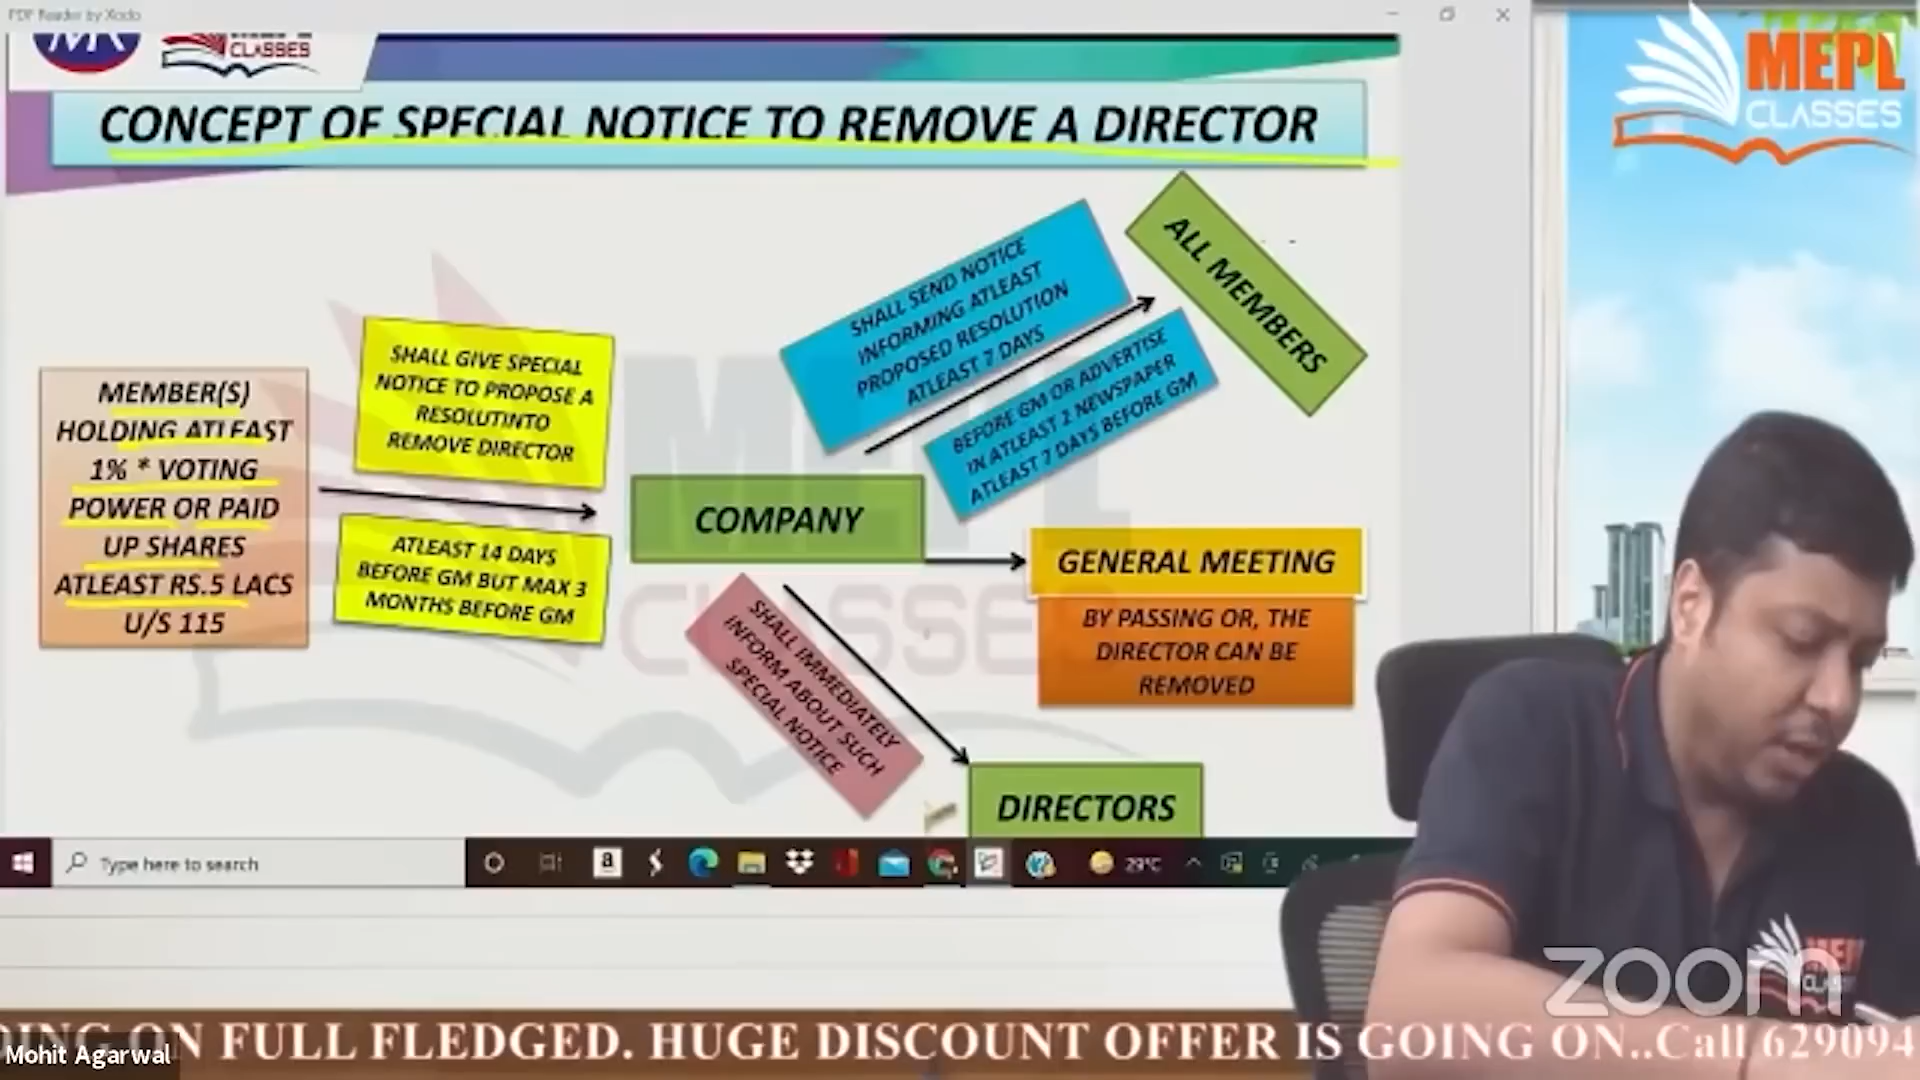 PDF Reader by Xodo
MK
CLASSES
CONCEPT OF SPECIAL NOTICE TO REMOVE A DIRECTOR
MEPL
CLASSES
MEMBER(S)
HOLDING ATLEAST
1% * VOTING
POWER OR PAID
UP SHARES
ATLEAST RS.5 LACS
U/S 115
SHALL GIVE SPECIAL
NOTICE TO PROPOSE A
RESOLUTINTO
REMOVE DIRECTOR
ATLEAST 14 DAYS
BEFORE GM BUT MAX 3
MONTHS BEFORE GM
COMPANY
SHALL SEND NOTICE
INFORMING ATLEAST
PROPOSED RESOLUTION
ATLEAST 7 DAYS
BEFORE GM OR ADVERTISE
IN ATLEAST 2 NEWSPAPER
ATLEAST 7 DAYS BEFORE GM
ALL MEMBERS
GENERAL MEETING
BY PASSING OR, THE
DIRECTOR CAN BE
REMOVED
SHALL IMMEDIATELY
INFORM ABOUT SUCH
SPECIAL NOTICE
DIRECTORS
MEPL
CLASSES
Type here to search
29°C
zoom
ON FULL FLEDGED. HUGE DISCOUNT OFFER IS GOING ON..Call 629094
Mohit Agarwal